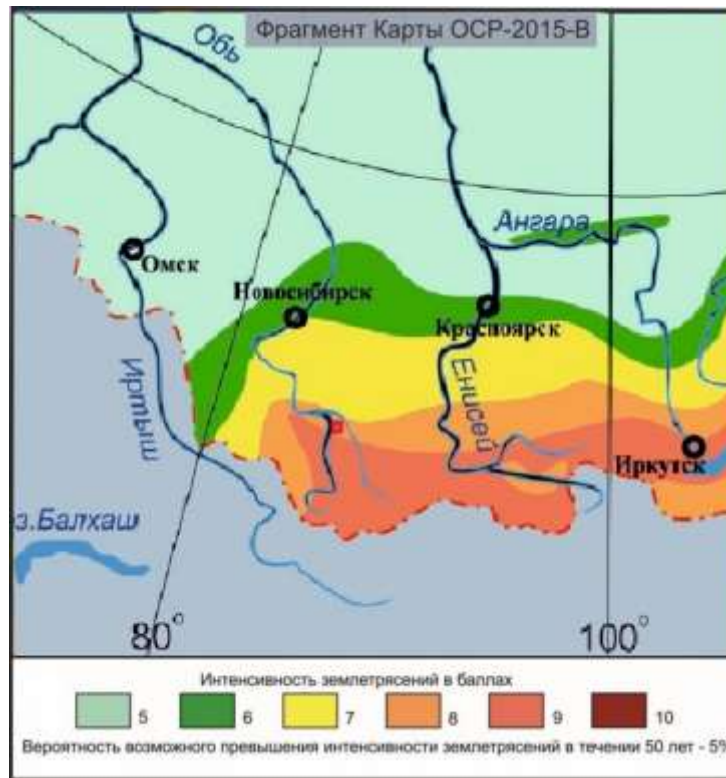 Фрагмент Карты ОСР-2015-В
Обь
Ангара
Омск
Новосибирск
Красноярск
Иртыш
Енисей
Иркутск
оз.Балхаш
80°
100°
Интенсивность землетрясений в баллах
5 6 7 8 9 10
Вероятность возможного превышения интенсивности землетрясений в течении 50 лет - 5%